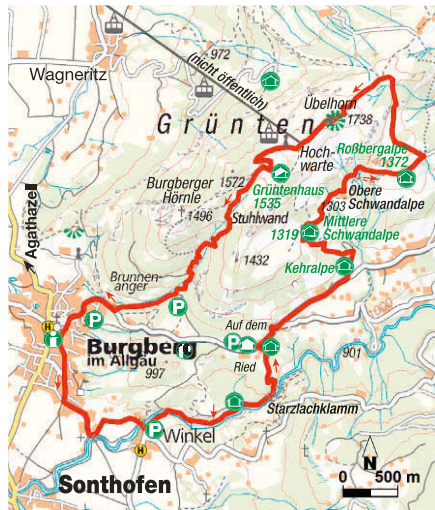 972
Wagneritz
(nicht öffentlich)
Übelhorn
1738
Grünten
Hoch-
warte
Roßbergalpe
1372
Burgberger
Hörnle
1572
Grüntenhaus
1535
Obere
Schwandalpe
1303
1496
Stuhlwand
Mittlere
Schwandalpe
1319
Agathazell
1432
Kehralpe
Brunnen-
anger
P
P
H
Burgberg
im Allgäu
Auf dem
P
Ried
901
997
Starzlachklamm
P
Winkel
H
N
Sonthofen
0 500 m